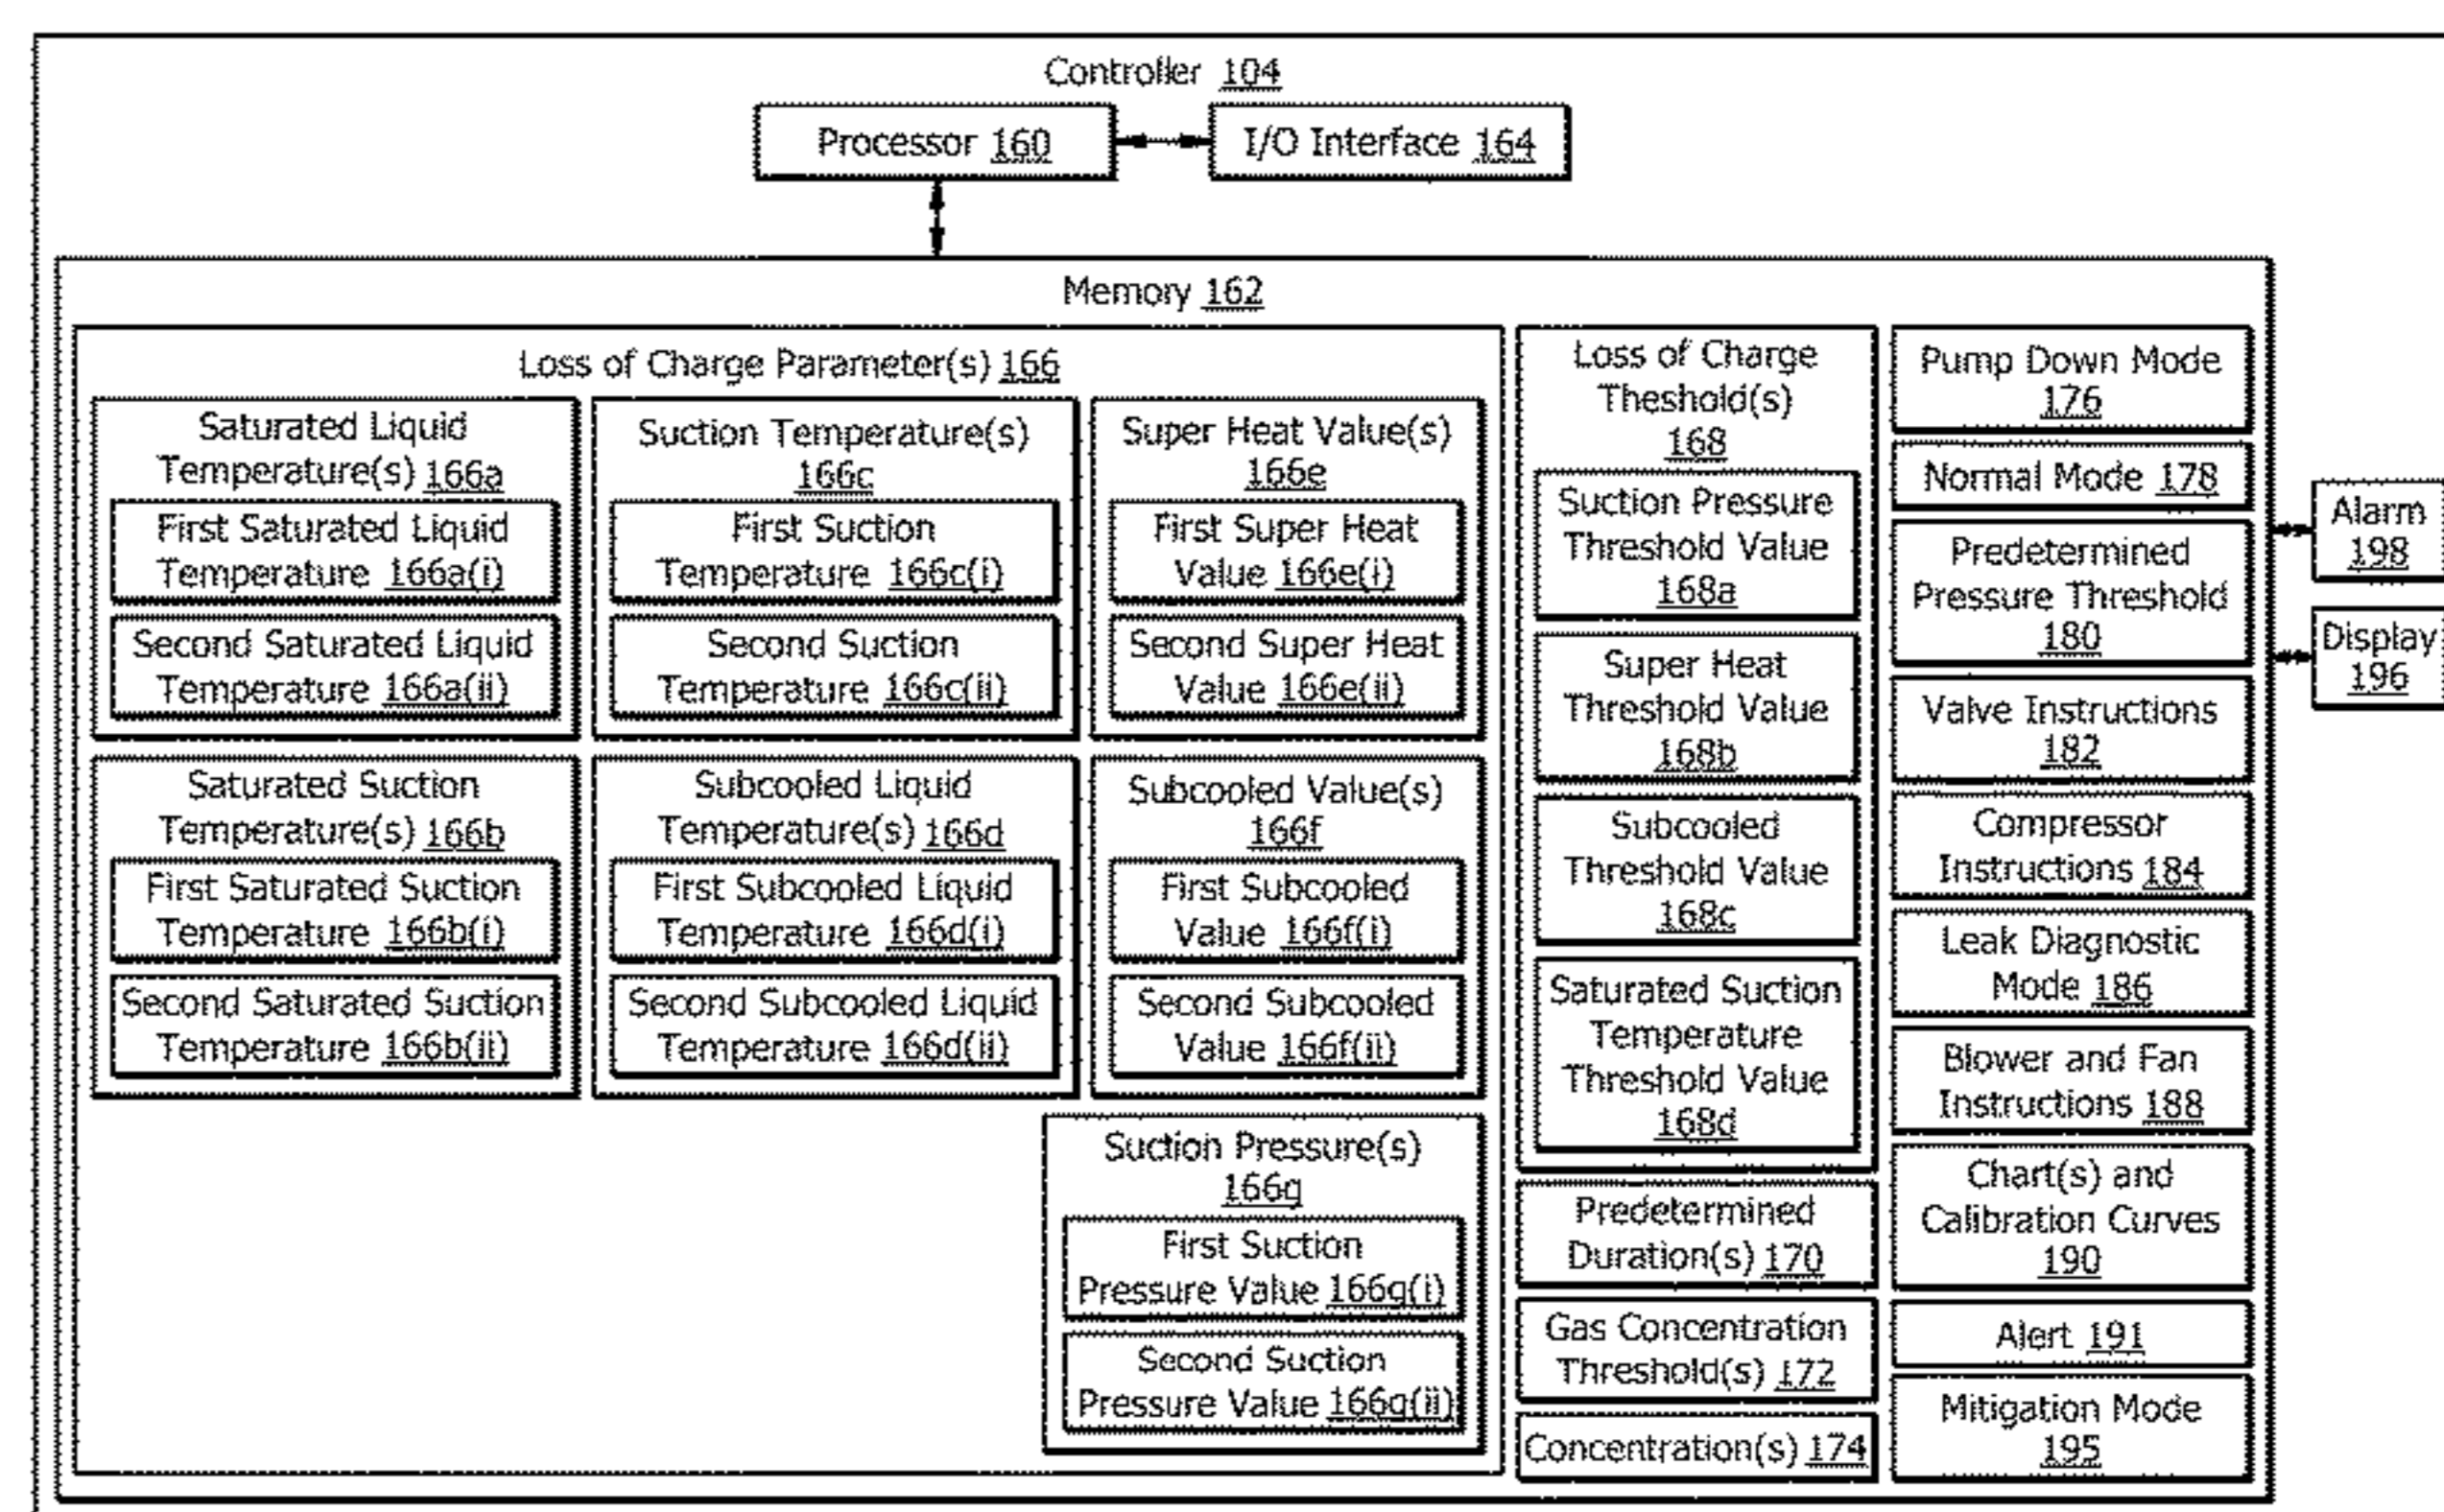 Controller 104
Processor 160
I/O Interface 164
Memory 162
Loss of Charge Parameter(s) 166
Saturated Liquid
Temperature(s) 166a
First Saturated Liquid
Temperature 166a(i)
Second Saturated Liquid
Temperature 166a(ii)
Suction Temperature(s)
166c
First Suction
Temperature 166c(i)
Second Suction
Temperature 166c(ii)
Super Heat Value(s)
166e
First Super Heat
Value 166e(i)
Second Super Heat
Value 166e(ii)
Saturated Suction
Temperature(s) 166b
First Saturated Suction
Temperature 166b(i)
Second Saturated Suction
Temperature 166b(ii)
Subcooled Liquid
Temperature(s) 166d
First Subcooled Liquid
Temperature 166d(i)
Second Subcooled Liquid
Temperature 166d(ii)
Subcooled Value(s)
166f
First Subcooled
Value 166f(i)
Second Subcooled
Value 166f(ii)
Suction Pressure(s)
166g
First Suction
Pressure Value 166g(i)
Second Suction
Pressure Value 166g(ii)
Loss of Charge
Theshold(s)
168
Suction Pressure
Threshold Value
168a
Super Heat
Threshold Value
168b
Subcooled
Threshold Value
168c
Saturated Suction
Temperature
Threshold Value
168d
Predetermined
Duration(s) 170
Gas Concentration
Threshold(s) 172
Concentration(s) 174
Pump Down Mode
176
Normal Mode 178
Predetermined
Pressure Threshold
180
Valve Instructions
182
Compressor
Instructions 184
Leak Diagnostic
Mode 186
Blower and Fan
Instructions 188
Chart(s) and
Calibration Curves
190
Alert 191
Mitigation Mode
195
Alarm
198
Display
196